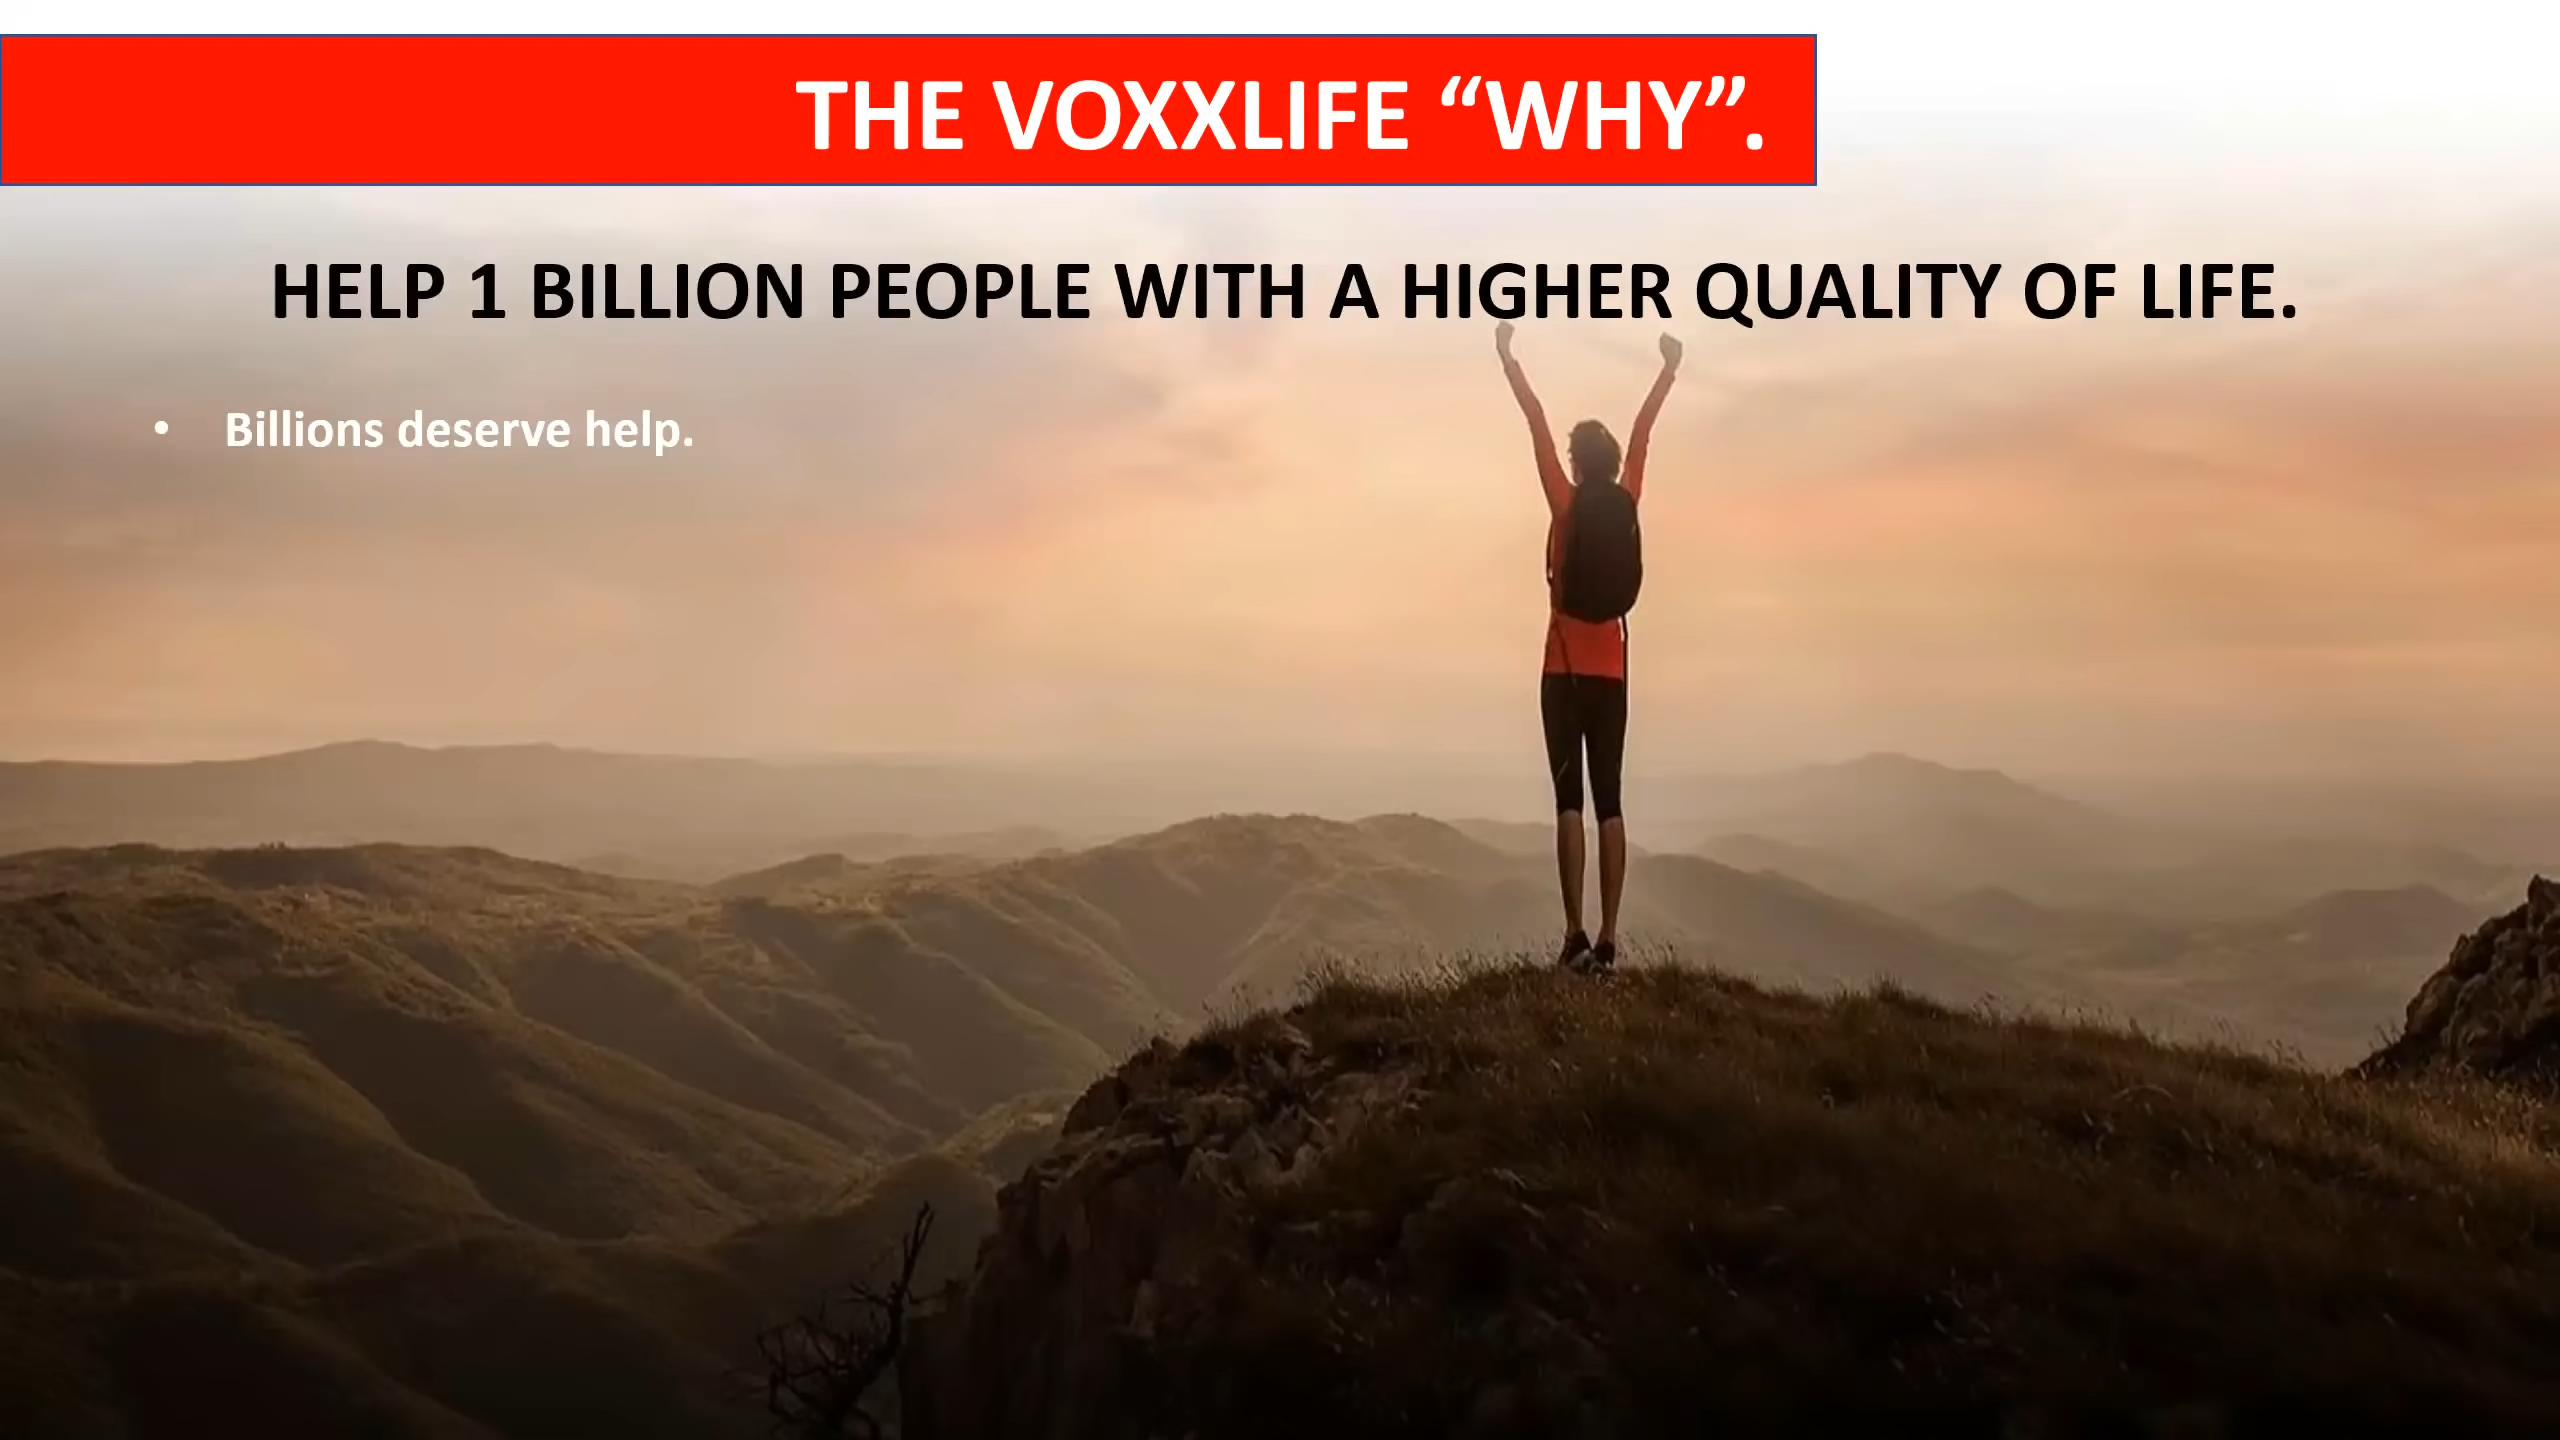 THE VOXXLIFE “WHY”.
HELP 1 BILLION PEOPLE WITH A HIGHER QUALITY OF LIFE.
• Billions deserve help.